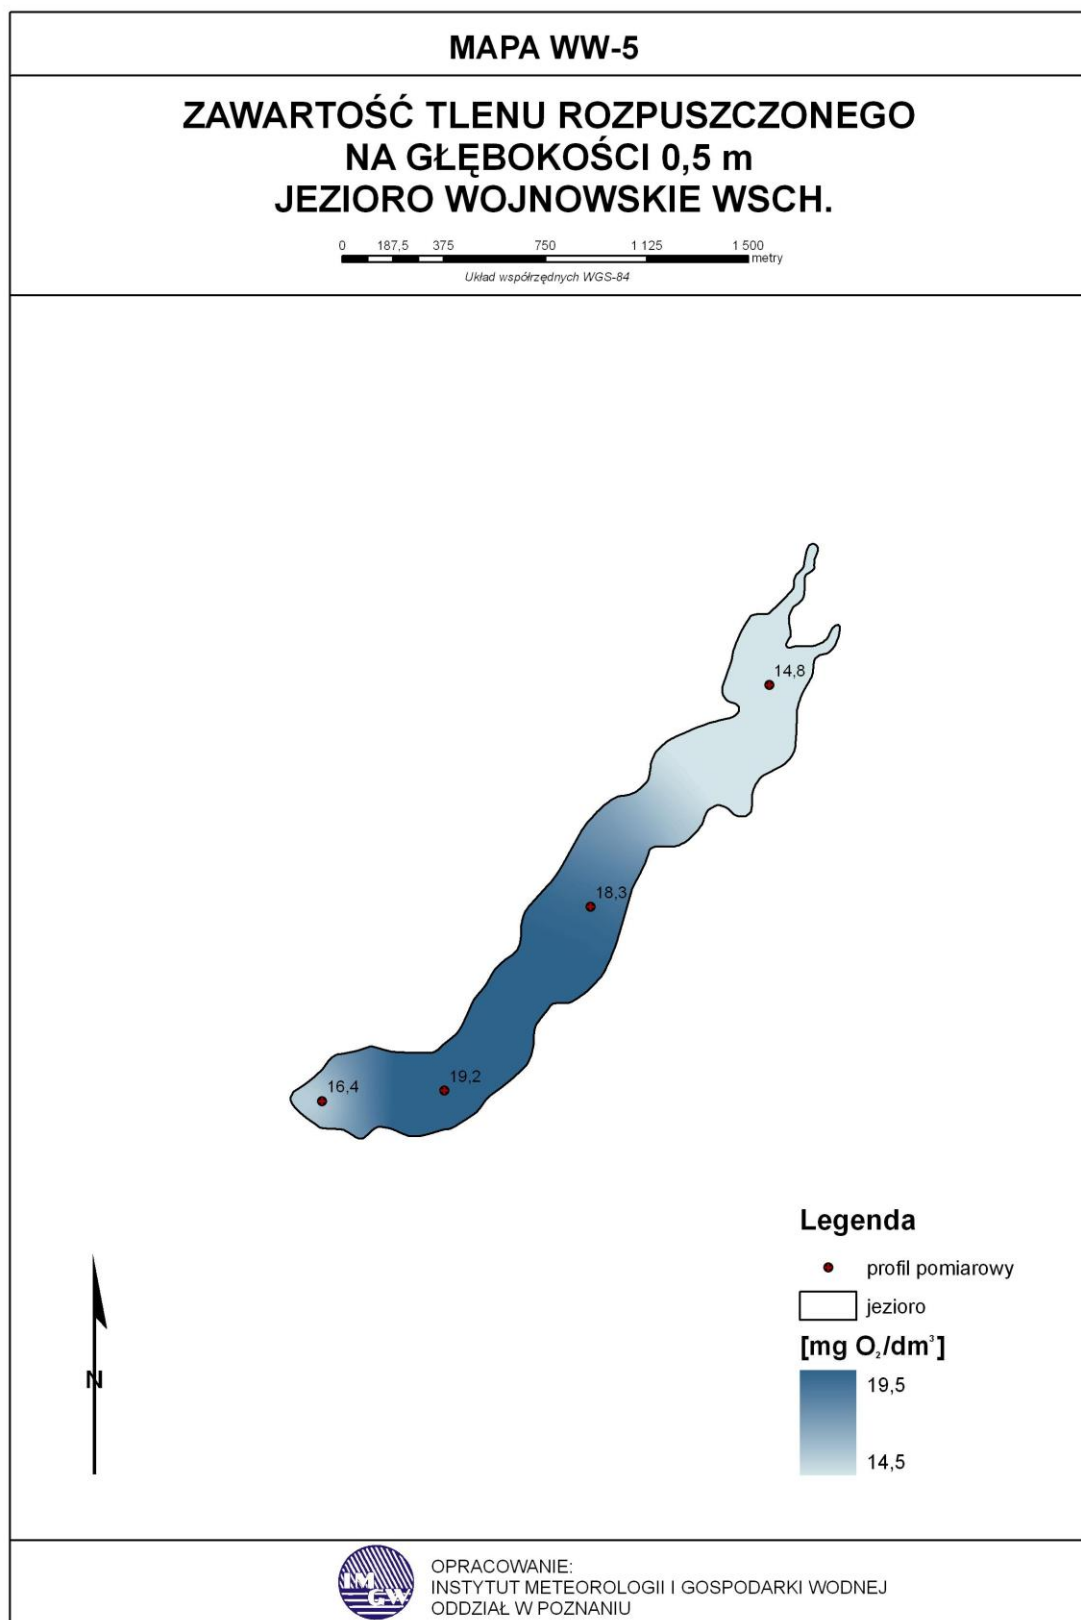 MAPA WW-5
ZAWARTOŚĆ TLENU ROZPUSZCZONEGO
NA GŁĘBOKOŚCI 0,5 m
JEZIORO WOJNOWSKIE WSCH.
0 187,5 375 750 1 125 1 500
metry
Układ współrzędnych WGS-84
14,8
18,3
19,2
16,4
Legenda
profil pomiarowy
jezioro
[mg O₂/dm³]
19,5
14,5
N
IM
GW
OPRACOWANIE:
INSTYTUT METEOROLOGII I GOSPODARKI WODNEJ
ODDZIAŁ W POZNANIU